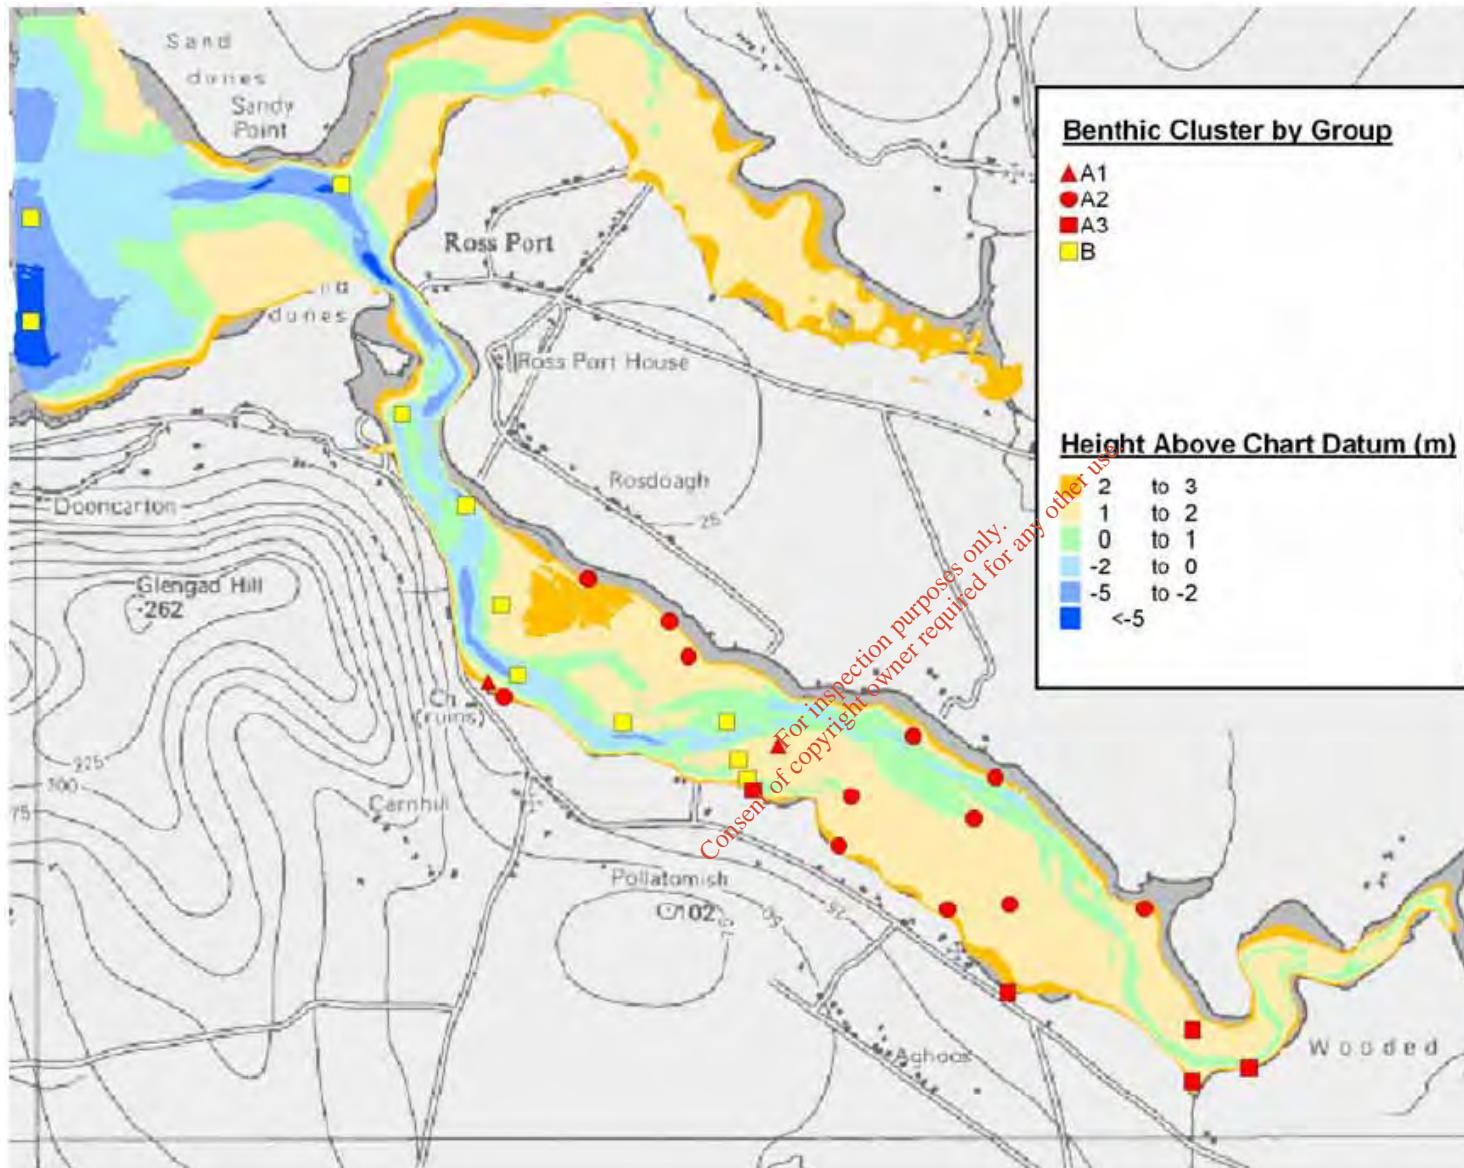 Sand
dunes
Sandy
Point
Ross Port
dunes
Ross Port House
Rosdoagh
25
Dooncarton
Glengad Hill
·262
Ch
(ruins)
225
300
75
Carnhill
Pollatomish
102
Aghoos
Wooded
Benthic Cluster by Group
A1
A2
A3
B
Height Above Chart Datum (m)
2 to 3
1 to 2
0 to 1
-2 to 0
-5 to -2
<-5
For inspection purposes only.
Consent of copyright owner required for any other use.